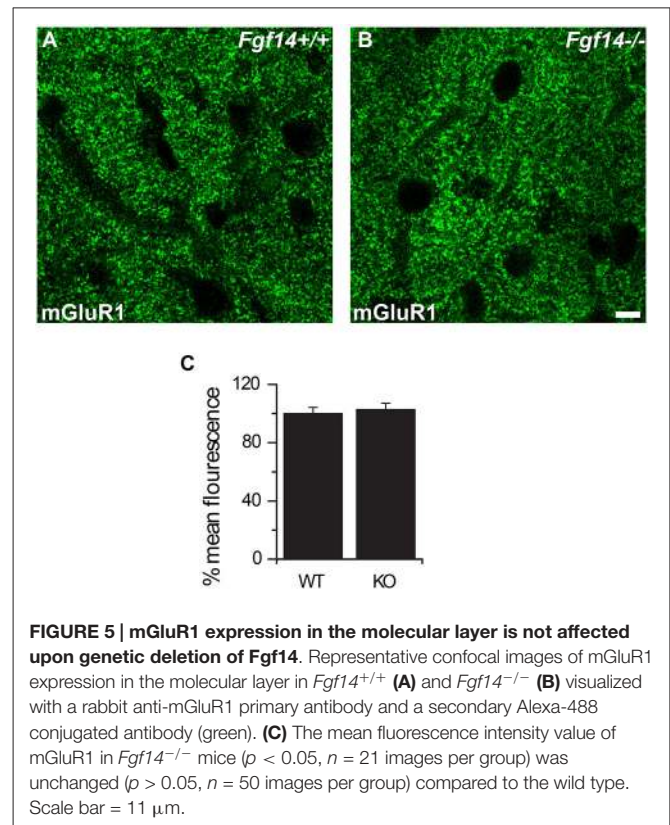 A Fgf14+/+
B Fgf14-/-
mGluR1
mGluR1
C
% mean flourescence
120
80
40
0
WT
KO
FIGURE 5 | mGluR1 expression in the molecular layer is not affected
upon genetic deletion of Fgf14. Representative confocal images of mGluR1
expression in the molecular layer in Fgf14+/+ (A) and Fgf14−/− (B) visualized
with a rabbit anti-mGluR1 primary antibody and a secondary Alexa-488
conjugated antibody (green). (C) The mean fluorescence intensity value of
mGluR1 in Fgf14−/− mice (p < 0.05, n = 21 images per group) was
unchanged (p > 0.05, n = 50 images per group) compared to the wild type.
Scale bar = 11 μm.